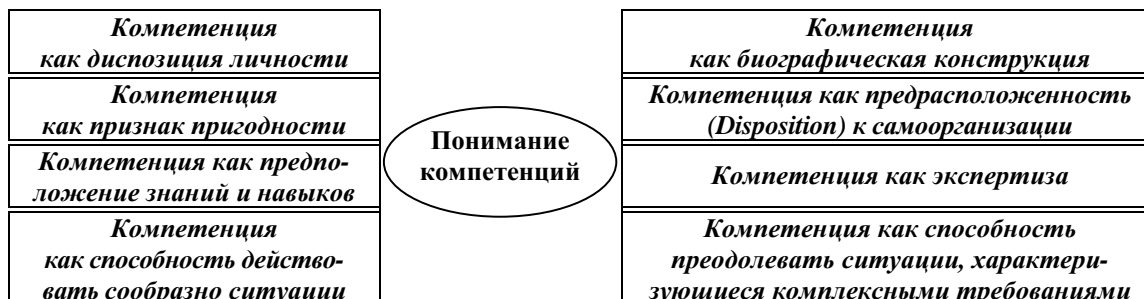 Компетенция
как диспозиция личности
Компетенция
как признак пригодности
Компетенция как предпо-
ложение знаний и навыков
Компетенция
как способность действо-
вать сообразно ситуации
Понимание
компетенций
Компетенция
как биографическая конструкция
Компетенция как предрасположенность
(Disposition) к самоорганизации
Компетенция как экспертиза
Компетенция как способность
преодолевать ситуации, характери-
зующиеся комплексными требованиями